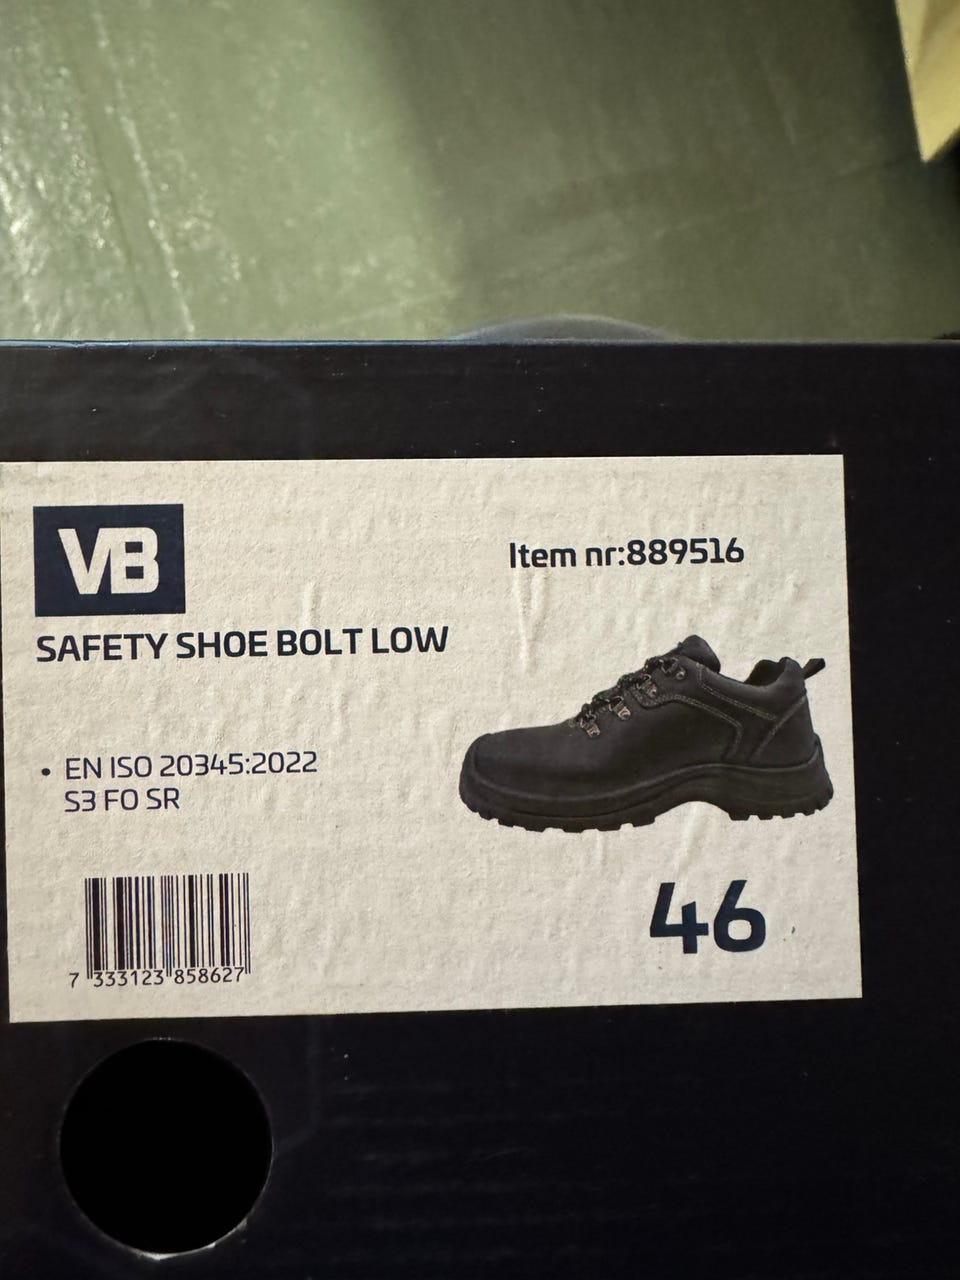 VB
Item nr:889516
SAFETY SHOE BOLT LOW
• EN ISO 20345:2022
S3 FO SR
46
7 333123 858627